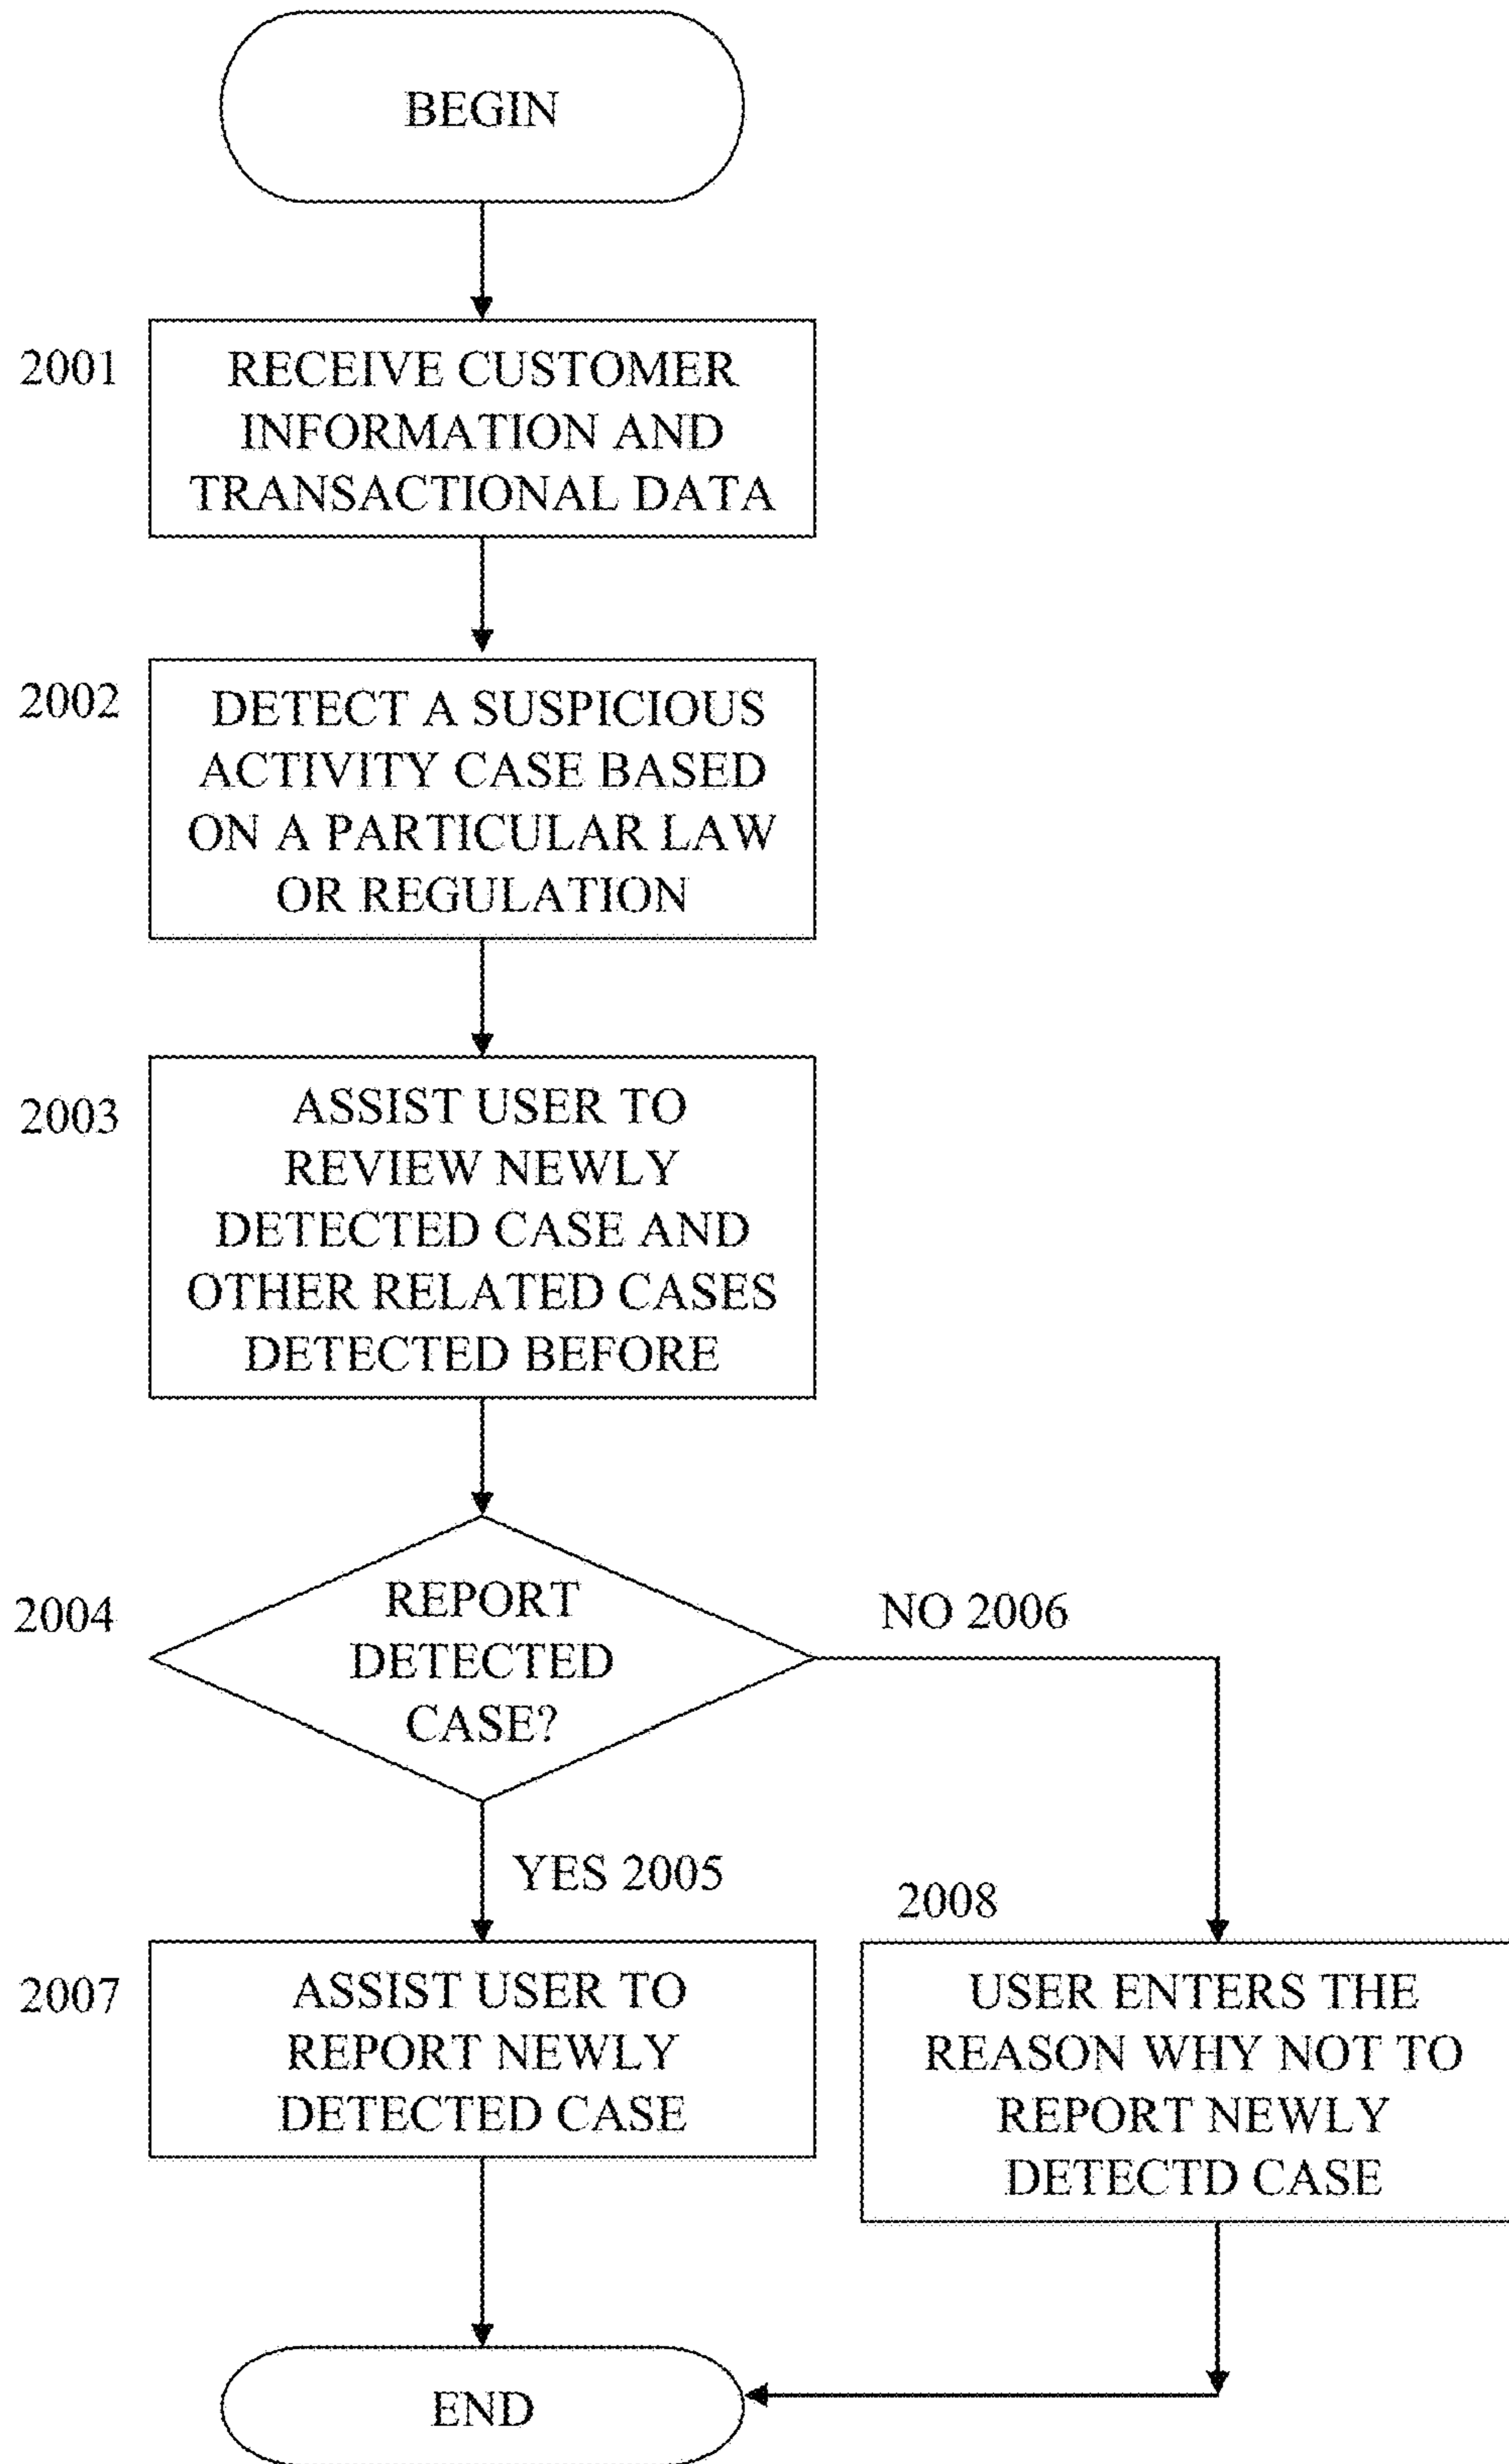 BEGIN
2001
RECEIVE CUSTOMER
INFORMATION AND
TRANSACTIONAL DATA
2002
DETECT A SUSPICIOUS
ACTIVITY CASE BASED
ON A PARTICULAR LAW
OR REGULATION
2003
ASSIST USER TO
REVIEW NEWLY
DETECTED CASE AND
OTHER RELATED CASES
DETECTED BEFORE
2004
REPORT
DETECTED
CASE?
NO 2006
YES 2005
2007
ASSIST USER TO
REPORT NEWLY
DETECTED CASE
2008
USER ENTERS THE
REASON WHY NOT TO
REPORT NEWLY
DETECTD CASE
END